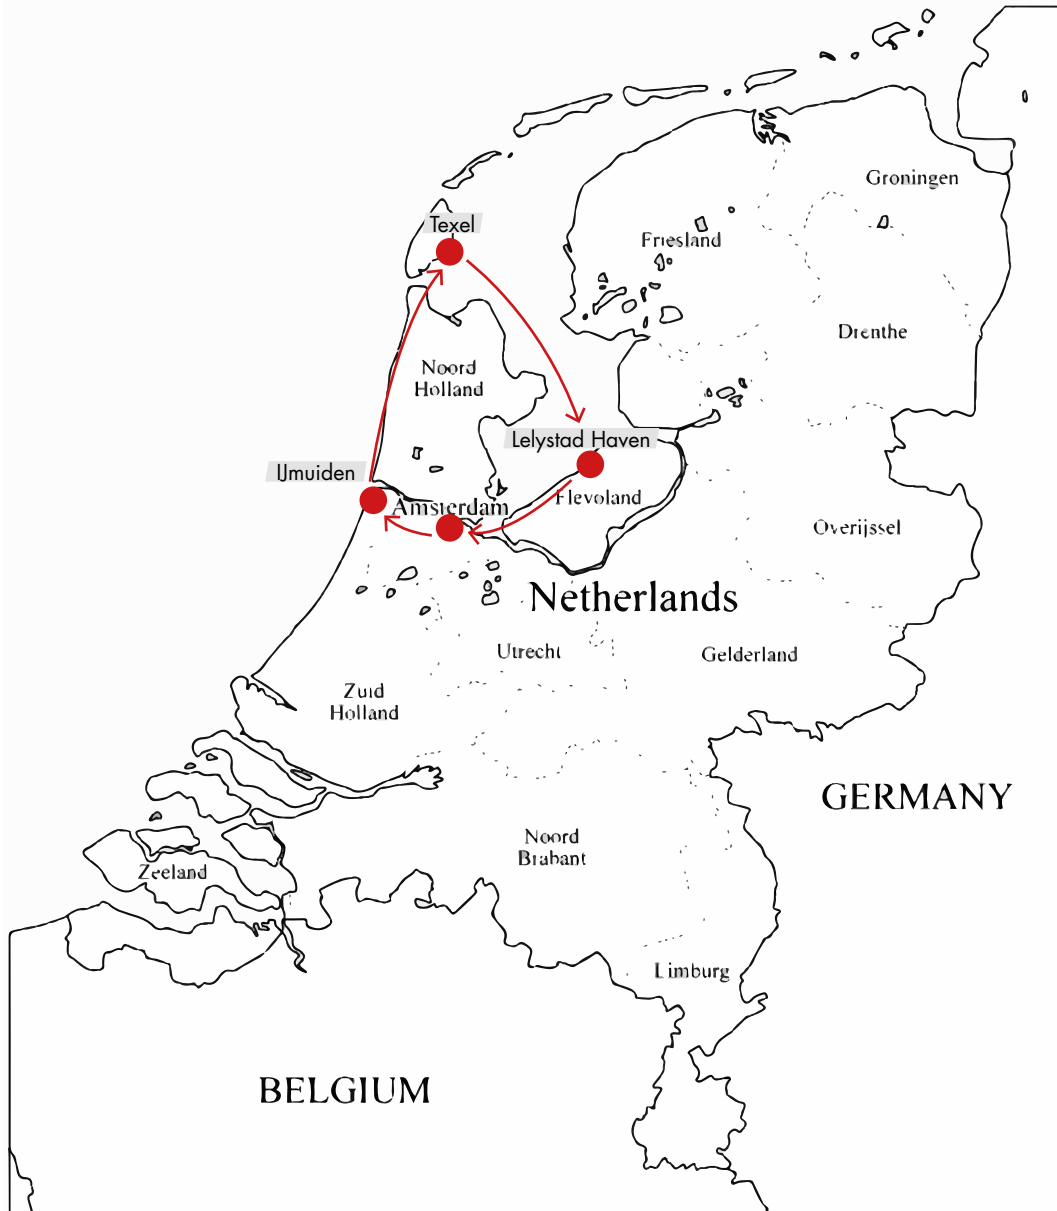 Groningen
Texel
Friesland
Drenthe
Noord
Holland
Lelystad Haven
IJmuiden
Flevoland
Amsterdam
Overijssel
Netherlands
Utrecht
Gelderland
Zuid
Holland
GERMANY
Noord
Brabant
Zeeland
Limburg
BELGIUM